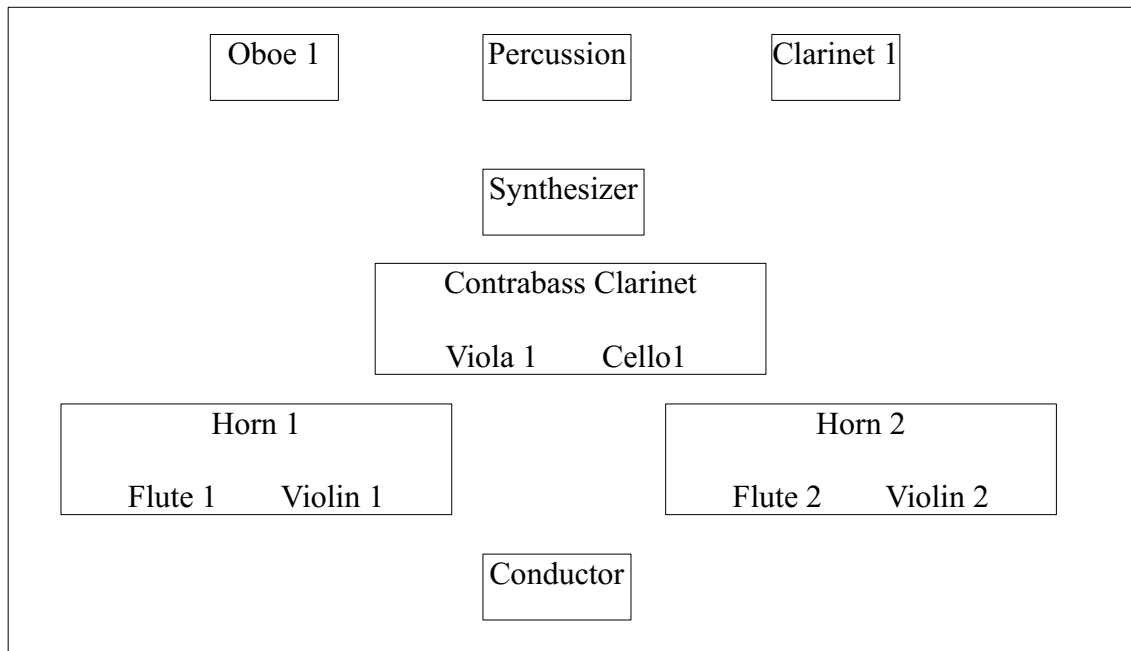 Oboe 1 Percussion Clarinet 1
Synthesizer
Contrabass Clarinet
Viola 1 Cello1
Horn 1 Horn 2
Flute 1 Violin 1 Flute 2 Violin 2
Conductor